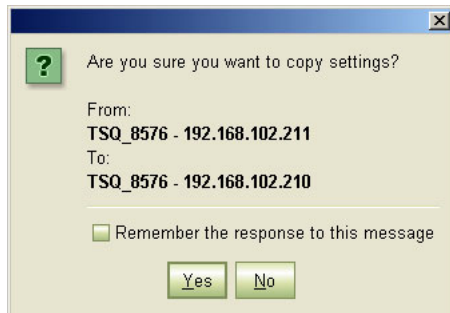 Are you sure you want to copy settings?
From:
TSQ_8576 - 192.168.102.211
To:
TSQ_8576 - 192.168.102.210
Remember the response to this message
Yes No